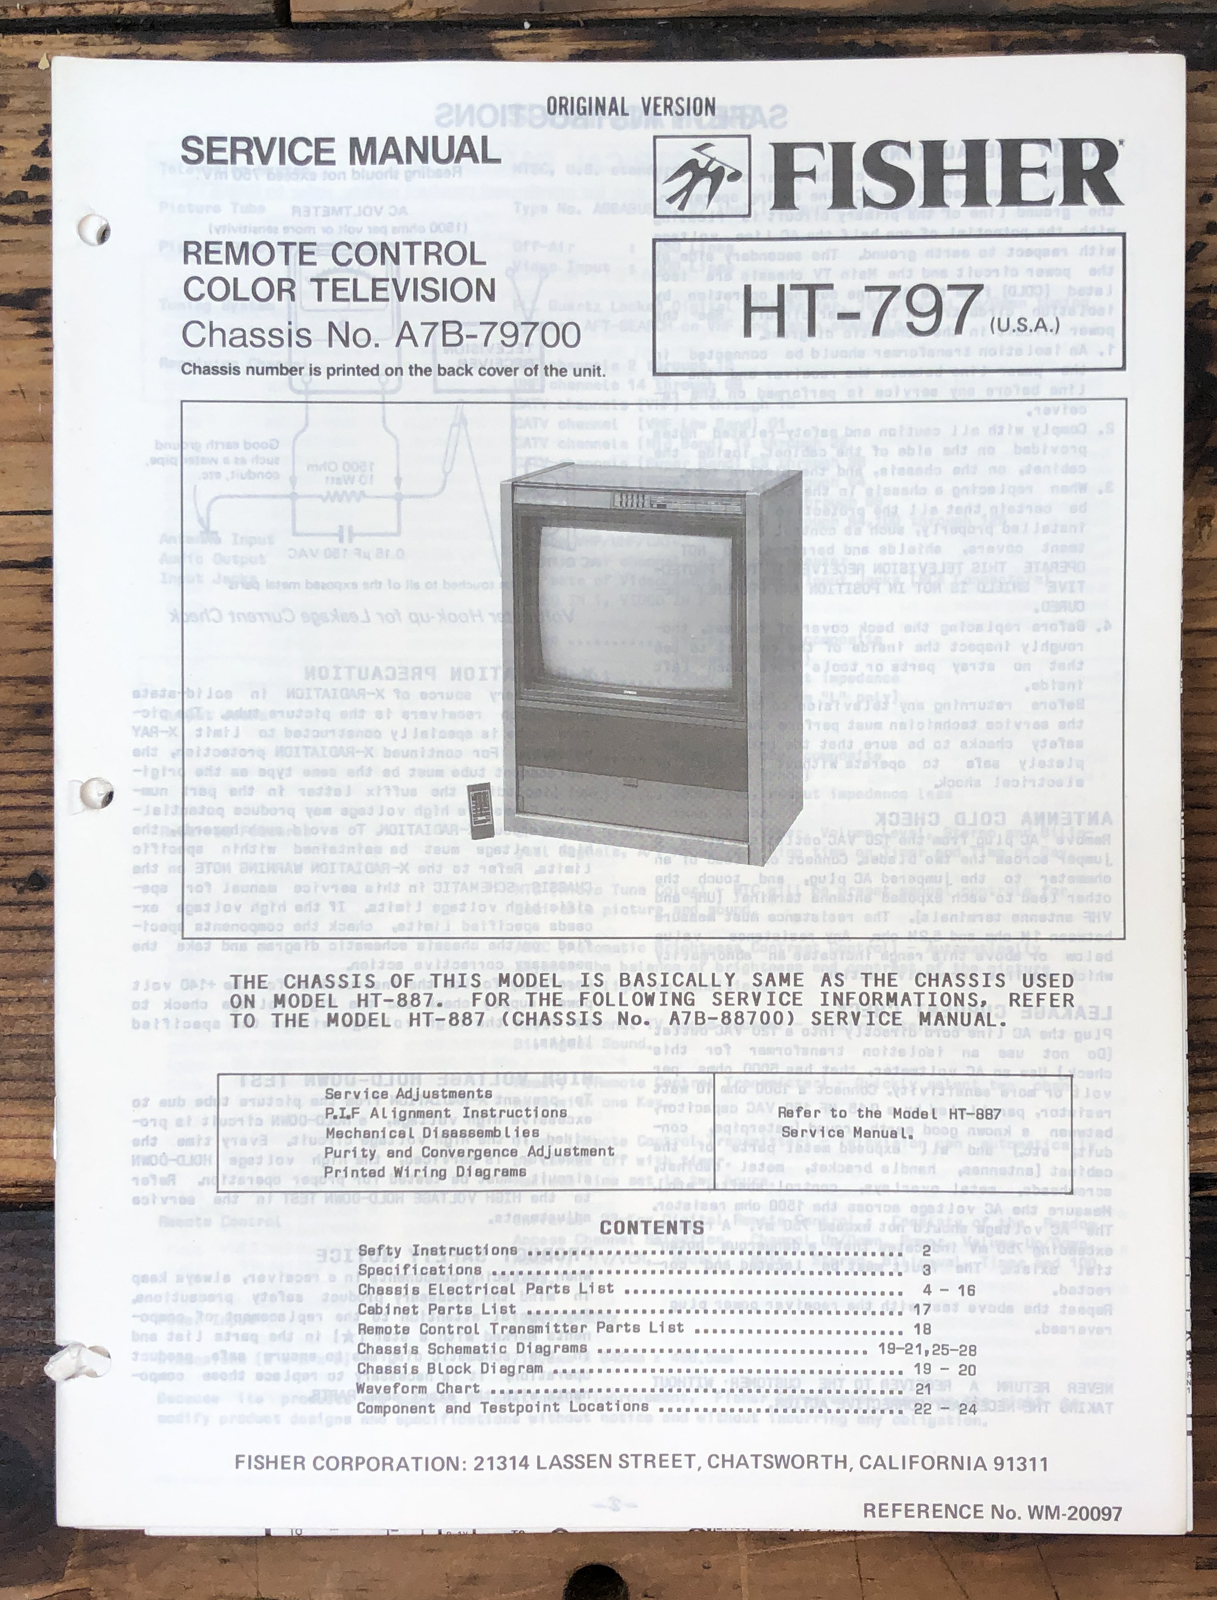 ORIGINAL VERSION
SERVICE MANUAL
FISHER
REMOTE CONTROL
COLOR TELEVISION
Chassis No. A7B-79700
Chassis number is printed on the back cover of the unit.
HT-797 (U.S.A.)
THE CHASSIS OF THIS MODEL IS BASICALLY SAME AS THE CHASSIS USED
ON MODEL HT-887. FOR THE FOLLOWING SERVICE INFORMATIONS, REFER
TO THE MODEL HT-887 (CHASSIS No. A7B-88700) SERVICE MANUAL.
Service Adjustments
P.I.F Alignment Instructions
Mechanical Disassemblies
Purity and Convergence Adjustment
Printed Wiring Diagrams
Refer to the Model HT-887
Service Manual.
CONTENTS
Safty Instructions ........ 2
Specifications ........ 3
Chassis Electrical Parts List ........ 4 - 16
Cabinet Parts List ........ 17
Remote Control Transmitter Parts List ........ 18
Chassis Schematic Diagrams ........ 19-21,25-28
Chassis Block Diagram ........ 19 - 20
Waveform Chart ........ 21
Component and Testpoint Locations ........ 22 - 24
FISHER CORPORATION: 21314 LASSEN STREET, CHATSWORTH, CALIFORNIA 91311
REFERENCE No. WM-20097